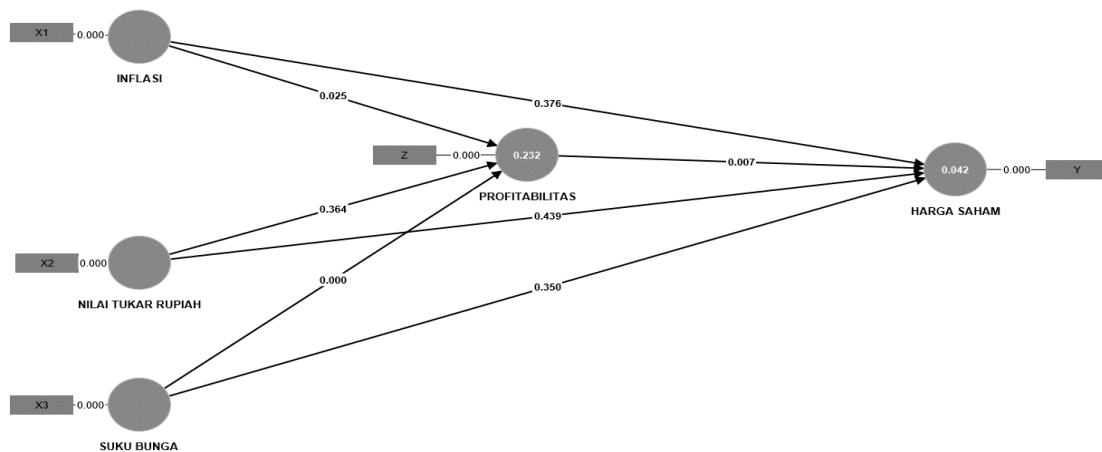 X1
0.000
INFLASI
0.025
0.376
Z
0.000
0.232
PROFITABILITAS
0.007
0.042
HARGA SAHAM
0.000
Y
0.364
0.439
X2
0.000
NILAI TUKAR RUPIAH
0.000
0.350
X3
0.000
SUKU BUNGA